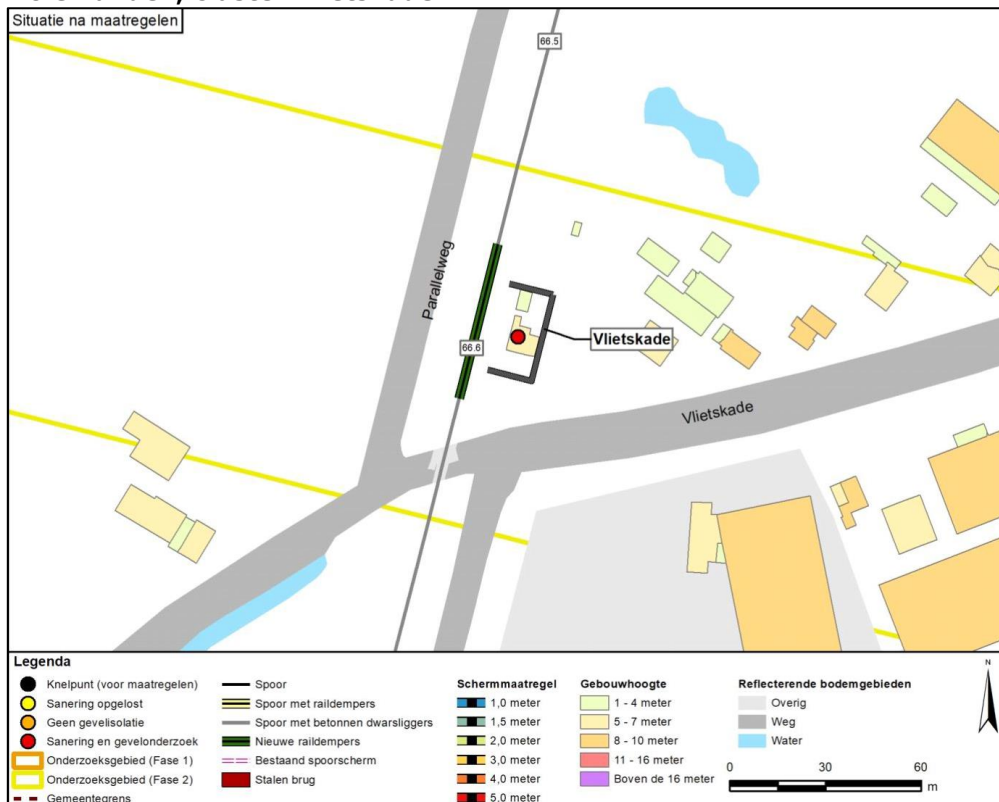 Situatie na maatregelen
66.5
Parallelweg
66.6
Vlietskade
Vlietskade
Legenda
Knelpunt (voor maatregelen)
Sanering opgelost
Geen gevelisolatie
Sanering en gevelonderzoek
Onderzoeksgebied (Fase 1)
Onderzoeksgebied (Fase 2)
Gemeentegrens
Spoor
Spoor met raildempers
Spoor met betonnen dwarsliggers
Nieuwe raildempers
Bestaand spoorscherm
Stalen brug
Schermmaatregel
1,0 meter
1,5 meter
2,0 meter
3,0 meter
4,0 meter
5,0 meter
Gebouwhoogte
1 - 4 meter
5 - 7 meter
8 - 10 meter
11 - 16 meter
Boven de 16 meter
Reflecterende bodemgebieden
Overig
Weg
Water
N
0 30 60
m